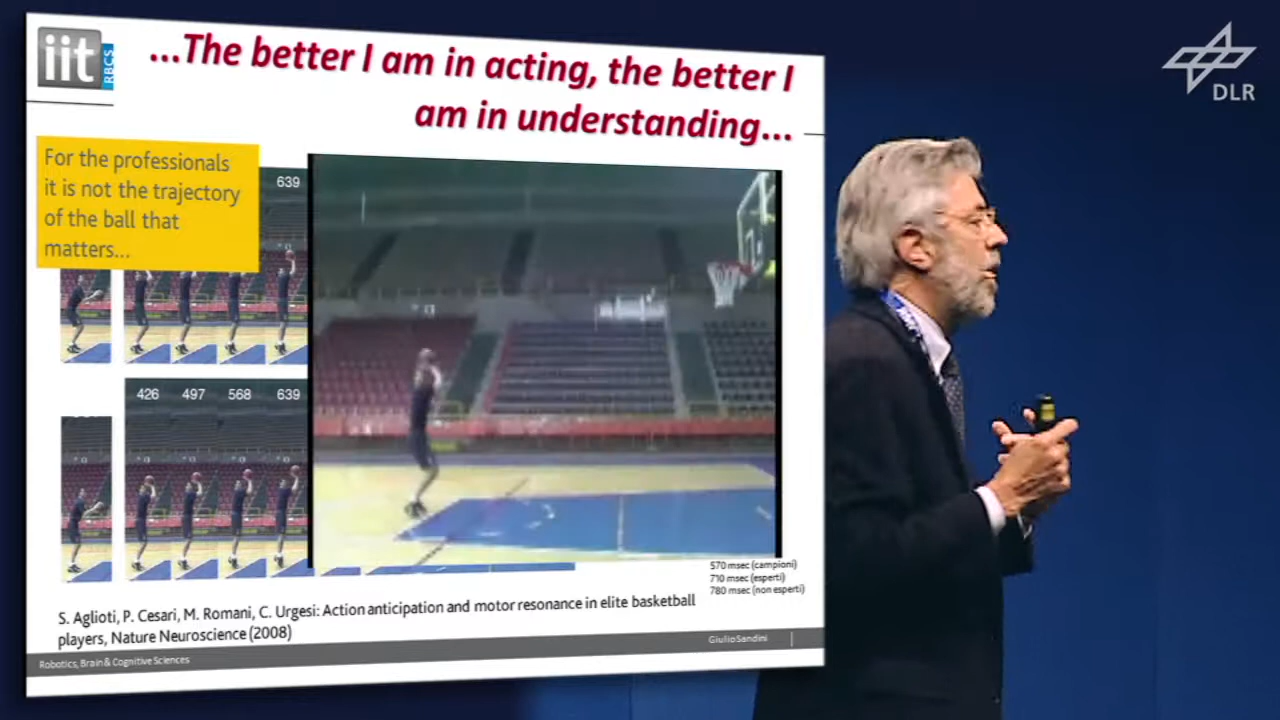 iit
RBCS
...The better I am in acting, the better I
am in understanding...
DLR
For the professionals
it is not the trajectory
of the ball that
matters...
639
426 497 568 639
570 msec (campioni)
710 msec (esperti)
780 msec (non esperti)
S. Aglioti, P. Cesari, M. Romani, C. Urgesi: Action anticipation and motor resonance in elite basketball
players, Nature Neuroscience (2008)
Giulio Sandini
Robotics, Brain & Cognitive Sciences